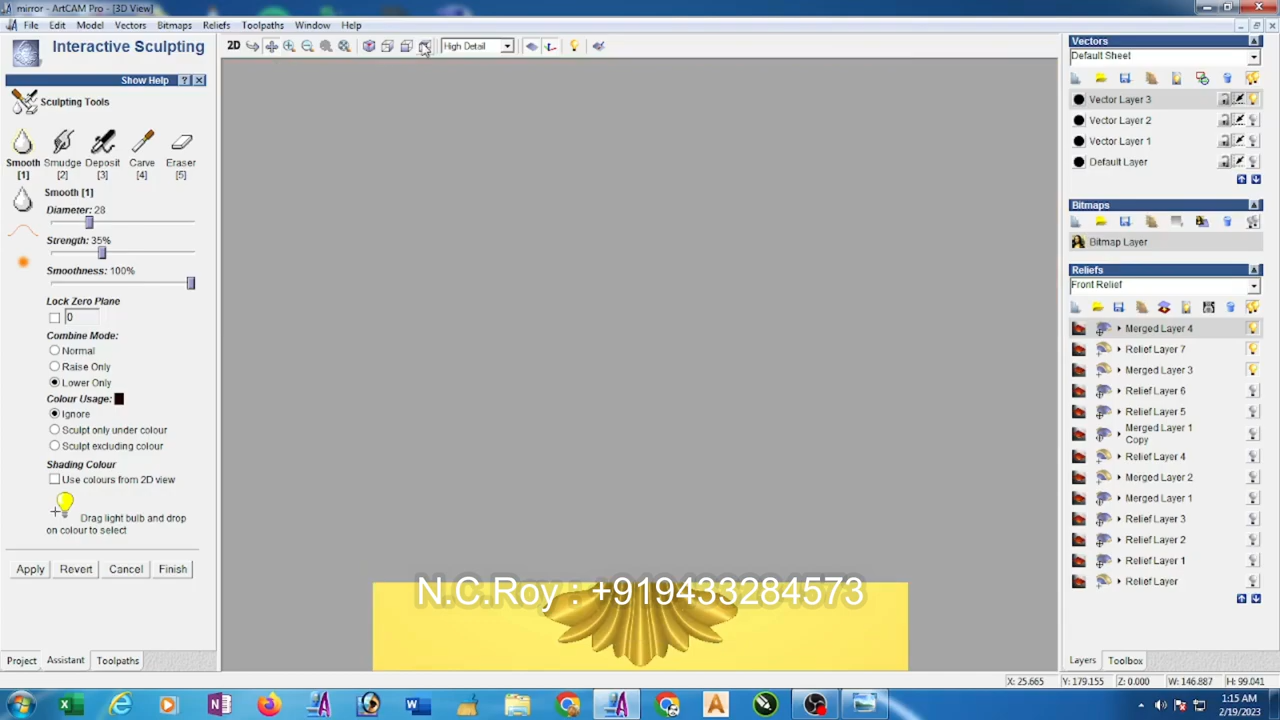 mirror - ArtCAM Pro - [3D View]
File Edit Model Vectors Bitmaps Reliefs Toolpaths Window Help
Interactive Sculpting
2D High Detail
Show Help ? X
Sculpting Tools
Smooth Smudge Deposit Carve Eraser
[1] [2] [3] [4] [5]
Smooth [1]
Diameter: 28
Strength: 35%
Smoothness: 100%
Lock Zero Plane
0
Combine Mode:
Normal
Raise Only
Lower Only
Colour Usage:
Ignore
Sculpt only under colour
Sculpt excluding colour
Shading Colour
Use colours from 2D view
Drag light bulb and drop
on colour to select
Apply Revert Cancel Finish
Project Assistant Toolpaths
N.C.Roy : +919433284573
Vectors
Default Sheet
Vector Layer 3
Vector Layer 2
Vector Layer 1
Default Layer
Bitmaps
Bitmap Layer
Reliefs
Front Relief
Merged Layer 4
Relief Layer 7
Merged Layer 3
Relief Layer 6
Relief Layer 5
Merged Layer 1
Copy
Relief Layer 4
Merged Layer 2
Merged Layer 1
Relief Layer 3
Relief Layer 2
Relief Layer 1
Relief Layer
Layers Toolbox
X: 25.665 Y: 179.155 Z: 0.000 W: 146.887 H: 99.041
1:15 AM
2/19/2023